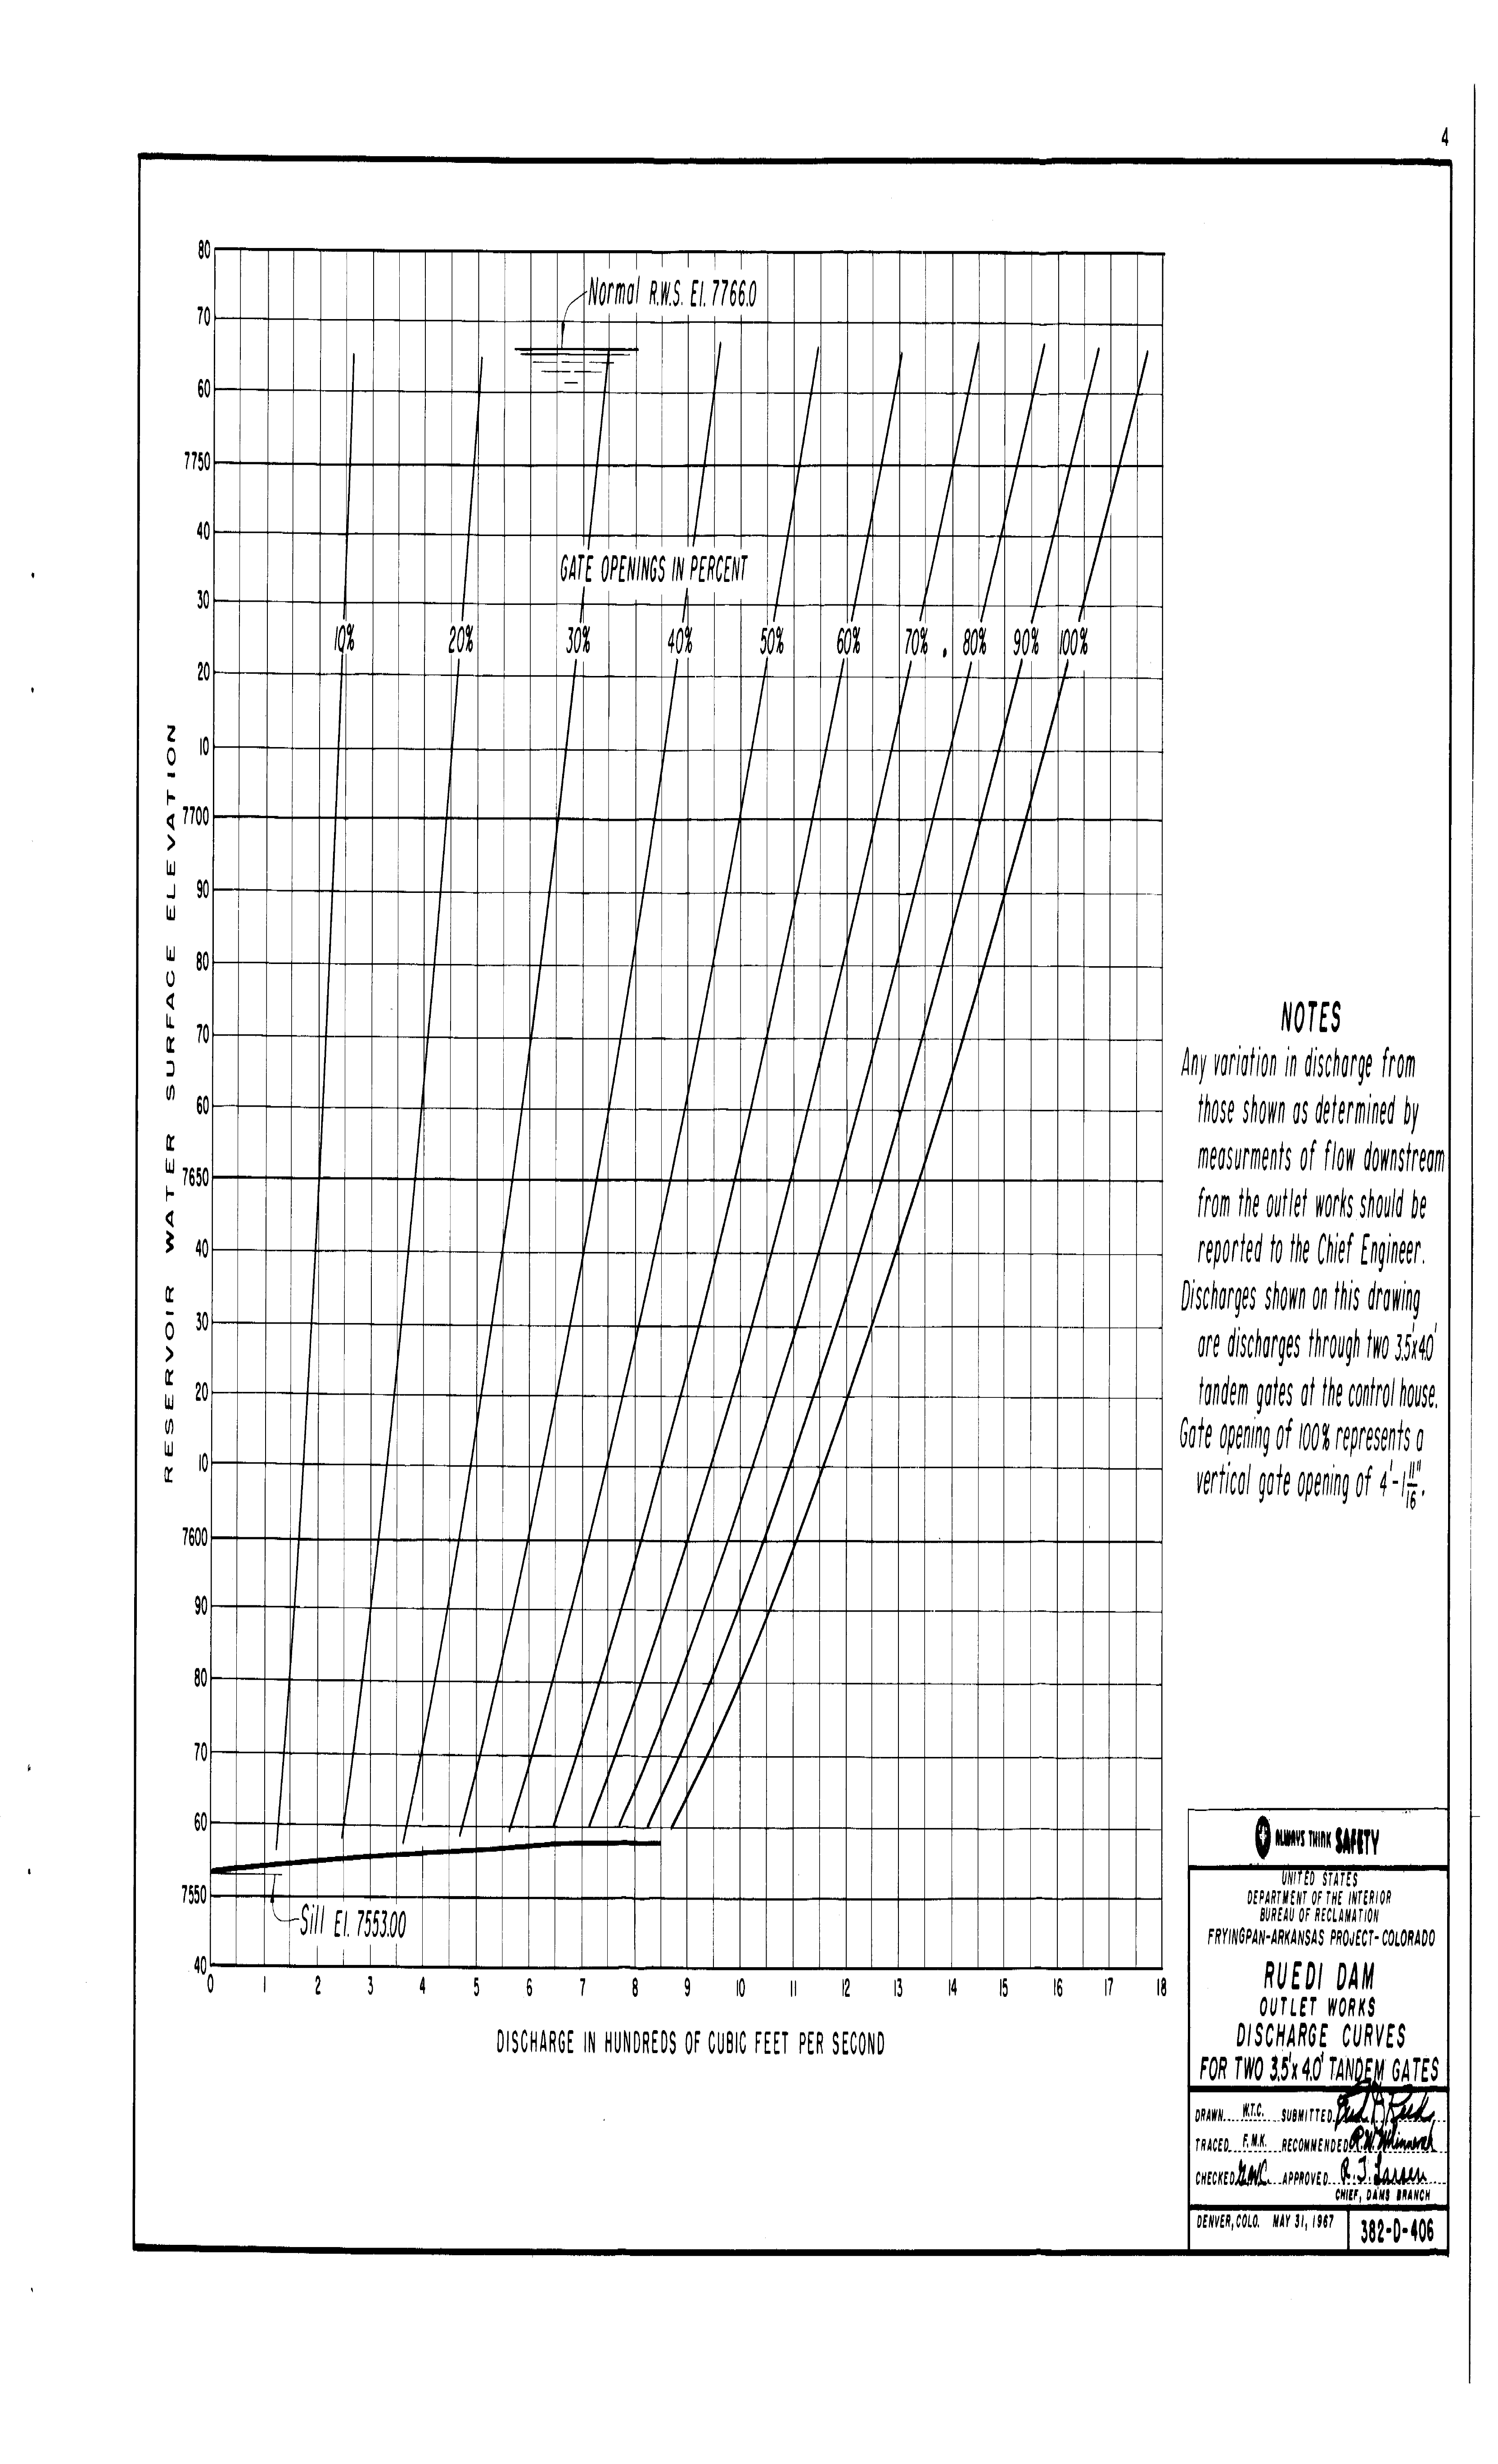 4
80
Normal R.W.S. El. 7766.0
70
60
7750
40
GATE OPENINGS IN PERCENT
30
10% 20% 30% 40% 50% 60% 70% 80% 90% 100%
20
10
7700
90
80
70
60
7650
40
30
20
10
7600
90
80
70
60
7550
Sill El. 7553.00
40
0 1 2 3 4 5 6 7 8 9 10 11 12 13 14 15 16 17 18
RESERVOIR WATER SURFACE ELEVATION
DISCHARGE IN HUNDREDS OF CUBIC FEET PER SECOND
NOTES
Any variation in discharge from
those shown as determined by
measurments of flow downstream
from the outlet works should be
reported to the Chief Engineer.
Discharges shown on this drawing
are discharges through two 3.5'x4.0'
tandem gates at the control house.
Gate opening of 100% represents a
vertical gate opening of 4'-1 11/16".
ALWAYS THINK SAFETY
UNITED STATES
DEPARTMENT OF THE INTERIOR
BUREAU OF RECLAMATION
FRYINGPAN-ARKANSAS PROJECT-COLORADO
RUEDI DAM
OUTLET WORKS
DISCHARGE CURVES
FOR TWO 3.5'x 4.0' TANDEM GATES
DRAWN W.T.C. SUBMITTED
TRACED F.M.K. RECOMMENDED
CHECKED APPROVED R. J. Larsen
CHIEF, DAMS BRANCH
DENVER, COLO. MAY 31, 1967
382-D-406